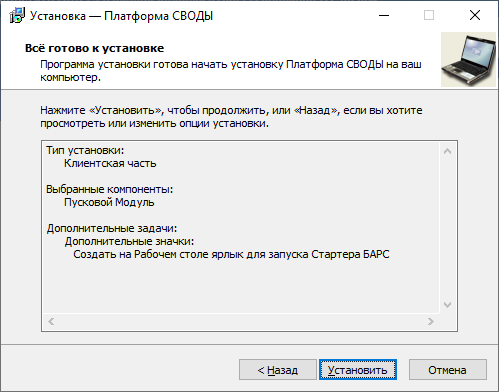 Установка — Платформа СВОДЫ
Всё готово к установке
Программа установки готова начать установку Платформа СВОДЫ на ваш
компьютер.
Нажмите «Установить», чтобы продолжить, или «Назад», если вы хотите
просмотреть или изменить опции установки.
Тип установки:
Клиентская часть
Выбранные компоненты:
Пусковой Модуль
Дополнительные задачи:
Дополнительные значки:
Создать на Рабочем столе ярлык для запуска Стартера БАРС
< Назад
Установить
Отмена